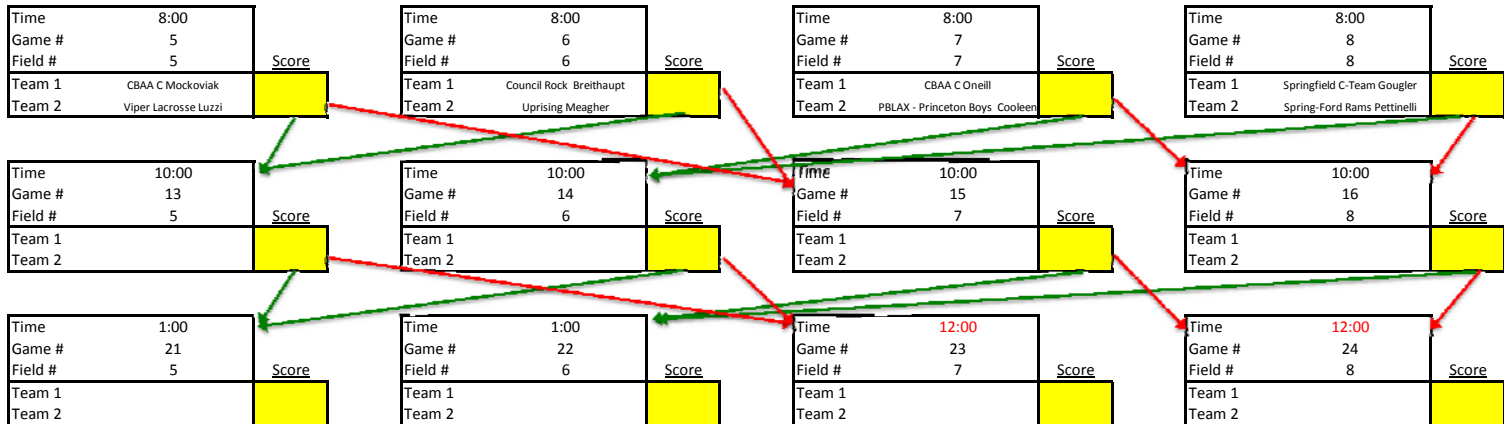 Time 8:00 Time 8:00 Time 8:00 Time 8:00
Game # 5 Game # 6 Game # 7 Game # 8
Field # 5 Score Field # 6 Score Field # 7 Score Field # 8 Score
Team 1 CBAA C Mockoviak Team 1 Council Rock Breithaupt Team 1 CBAA C Oneill Team 1 Springfield C-Team Gougler
Team 2 Viper Lacrosse Luzzi Team 2 Uprising Meagher Team 2 PBLAX - Princeton Boys Cooleen Team 2 Spring-Ford Rams Pettinelli
Time 10:00 Time 10:00 Time 10:00 Time 10:00
Game # 13 Game # 14 Game # 15 Game # 16
Field # 5 Score Field # 6 Score Field # 7 Score Field # 8 Score
Team 1 Team 1 Team 1 Team 1
Team 2 Team 2 Team 2 Team 2
Time 1:00 Time 1:00 Time 12:00 Time 12:00
Game # 21 Game # 22 Game # 23 Game # 24
Field # 5 Score Field # 6 Score Field # 7 Score Field # 8 Score
Team 1 Team 1 Team 1 Team 1
Team 2 Team 2 Team 2 Team 2